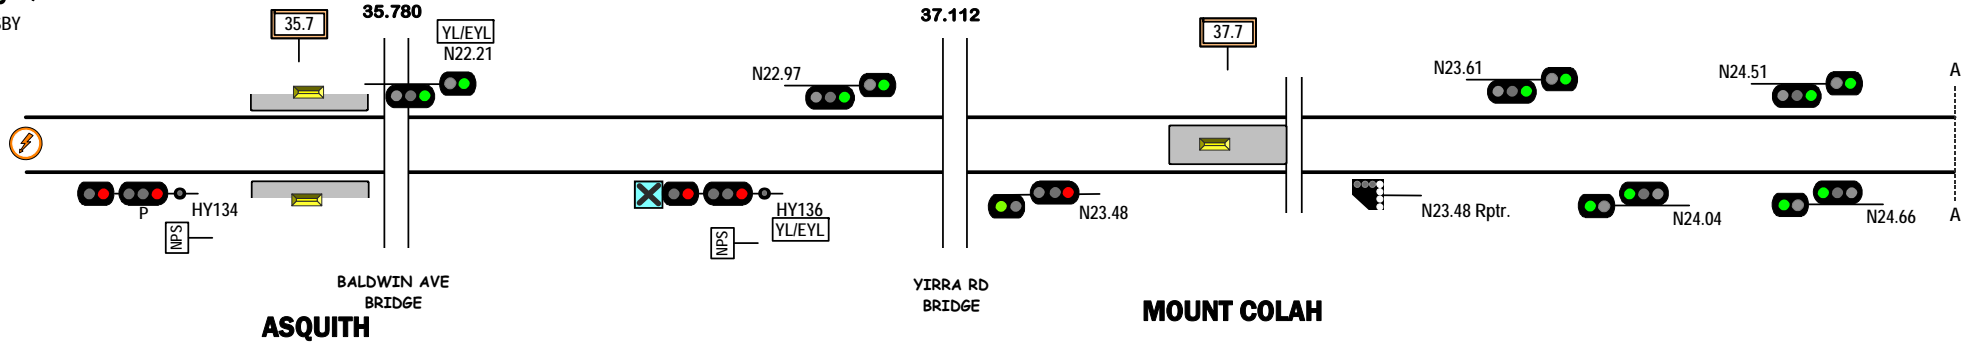 SBY
35.7
35.780
YL/EYL
N22.21
N22.97
37.112
37.7
N23.61
N24.51
A
P
HY134
NPS
HY136
YL/EYL
NPS
N23.48
N23.48 Rptr.
N24.04
N24.66
A
BALDWIN AVE
BRIDGE
YIRRA RD
BRIDGE
ASQUITH
MOUNT COLAH